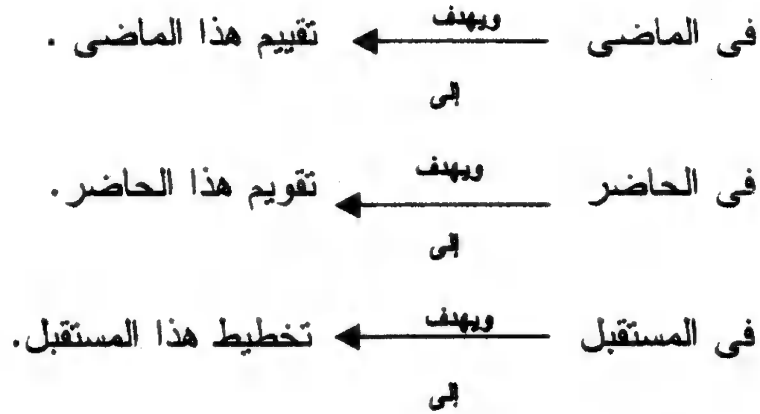 فى الماضى ويهدف تقييم هذا الماضى .
إلى
فى الحاضر ويهدف تقويم هذا الحاضر.
إلى
فى المستقبل ويهدف تخطيط هذا المستقبل.
إلى